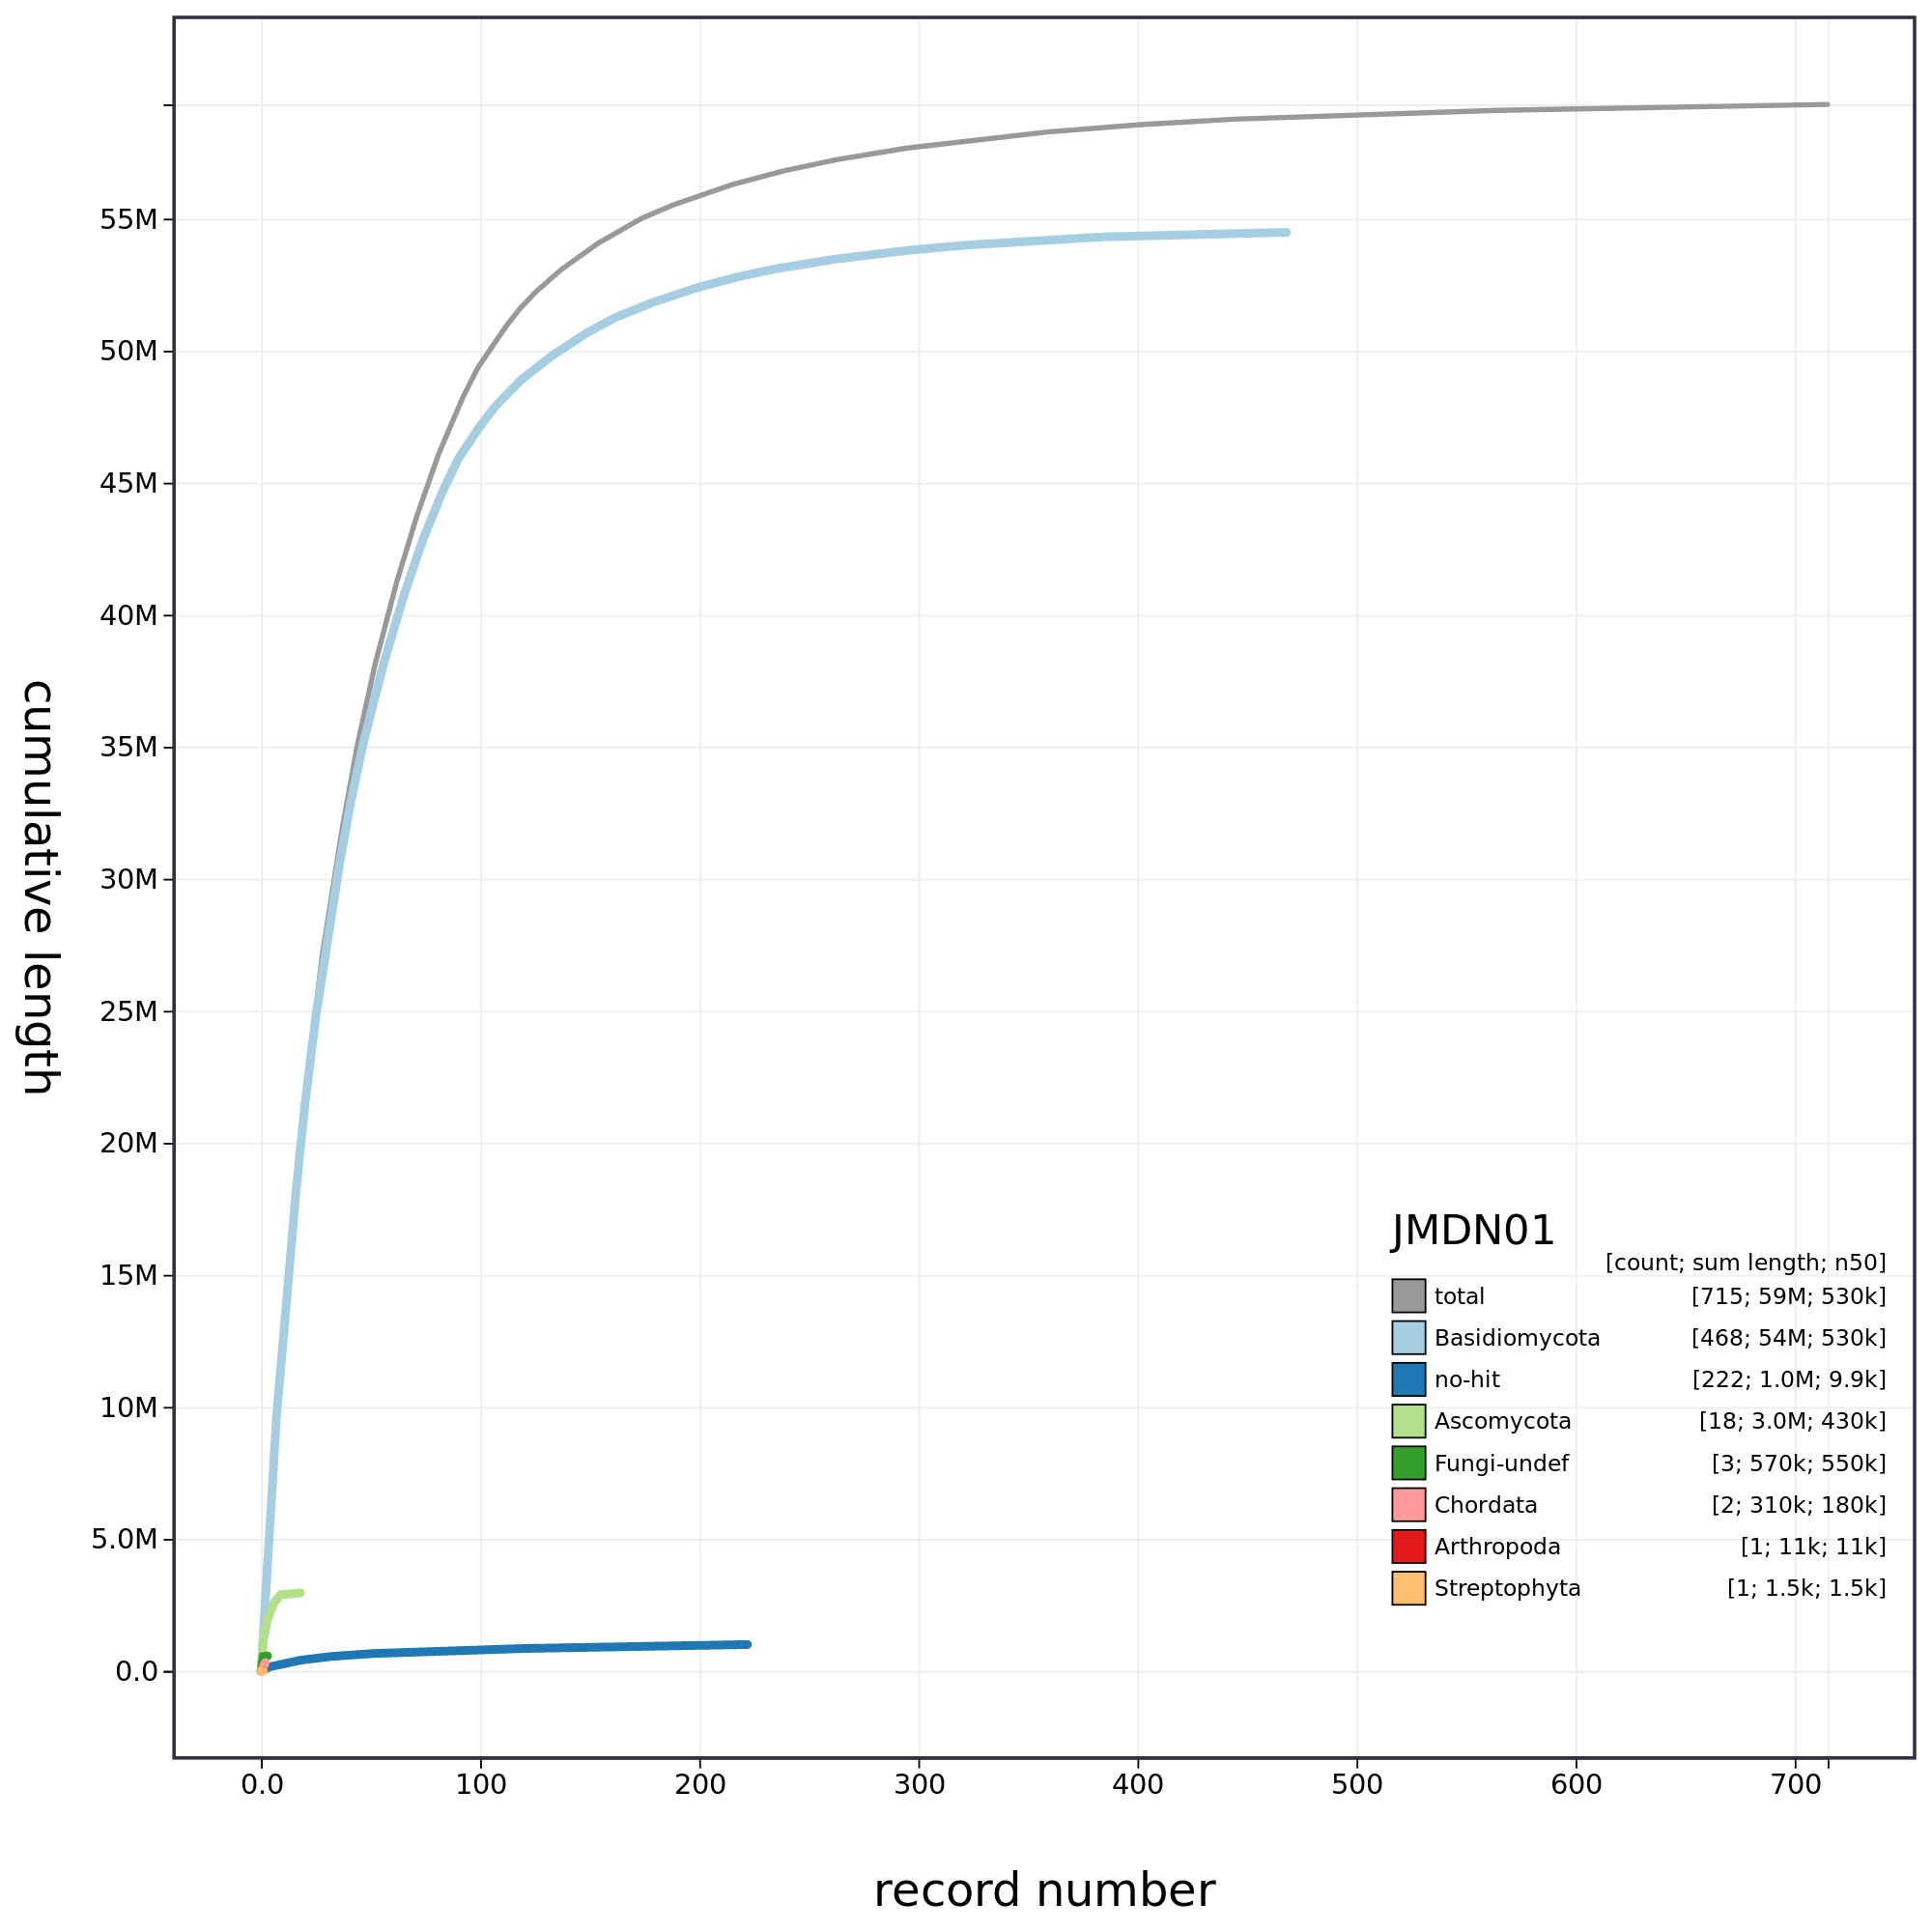 cumulative length
55M
50M
45M
40M
35M
30M
25M
20M
15M
10M
5.0M
0.0
JMDN01
[count; sum length; n50]
total [715; 59M; 530k]
Basidiomycota [468; 54M; 530k]
no-hit [222; 1.0M; 9.9k]
Ascomycota [18; 3.0M; 430k]
Fungi-undef [3; 570k; 550k]
Chordata [2; 310k; 180k]
Arthropoda [1; 11k; 11k]
Streptophyta [1; 1.5k; 1.5k]
0.0 100 200 300 400 500 600 700
record number